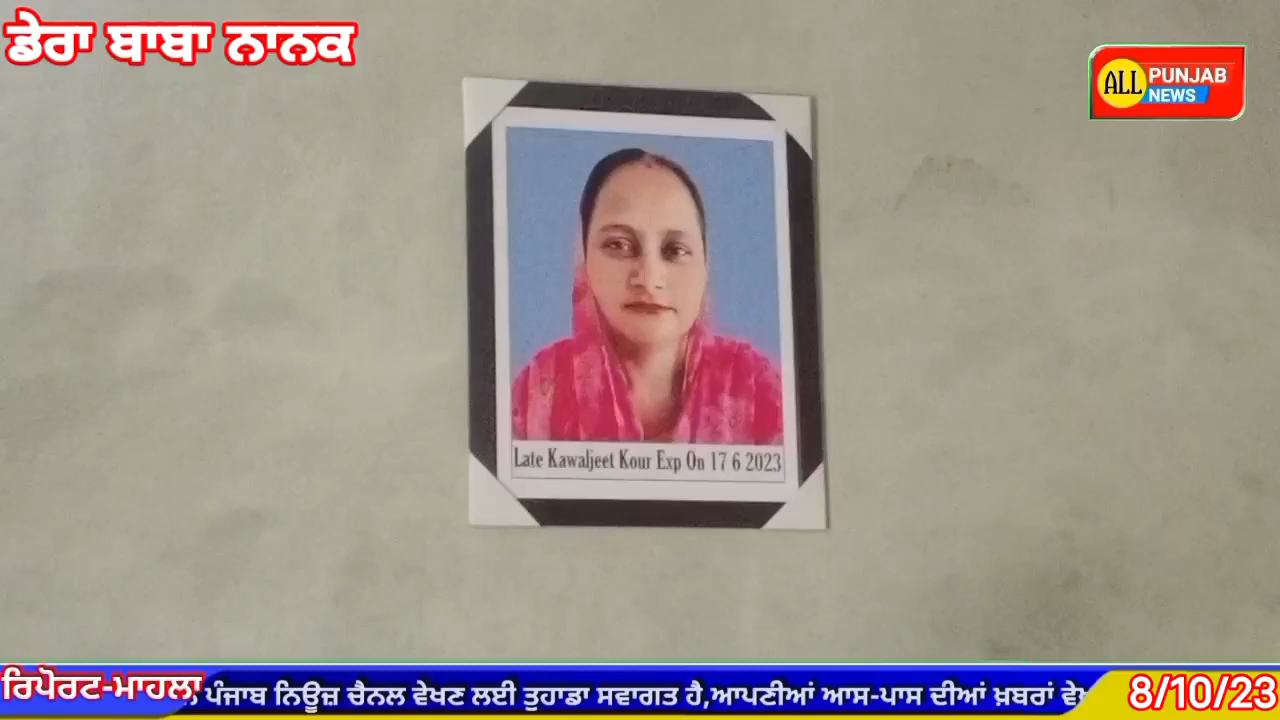 ਡੇਰਾ ਬਾਬਾ ਨਾਨਕ
ALL PUNJAB NEWS
Late Kawaljeet Kour Exp On 17 6 2023
ਰਿਪੋਰਟ-ਮਾਹਲਾ
ਪੰਜਾਬ ਨਿਊਜ਼ ਚੈਨਲ ਵੇਖਣ ਲਈ ਤੁਹਾਡਾ ਸਵਾਗਤ ਹੈ,ਆਪਣੀਆਂ ਆਸ-ਪਾਸ ਦੀਆਂ ਖ਼ਬਰਾਂ
8/10/23